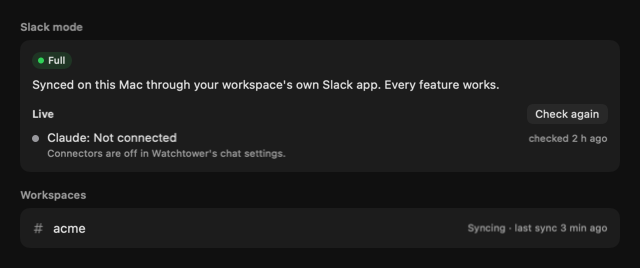 Slack mode
Full
Synced on this Mac through your workspace's own Slack app. Every feature works.
Live
Check again
Claude: Not connected
checked 2 h ago
Connectors are off in Watchtower's chat settings.
Workspaces
# acme
Syncing · last sync 3 min ago